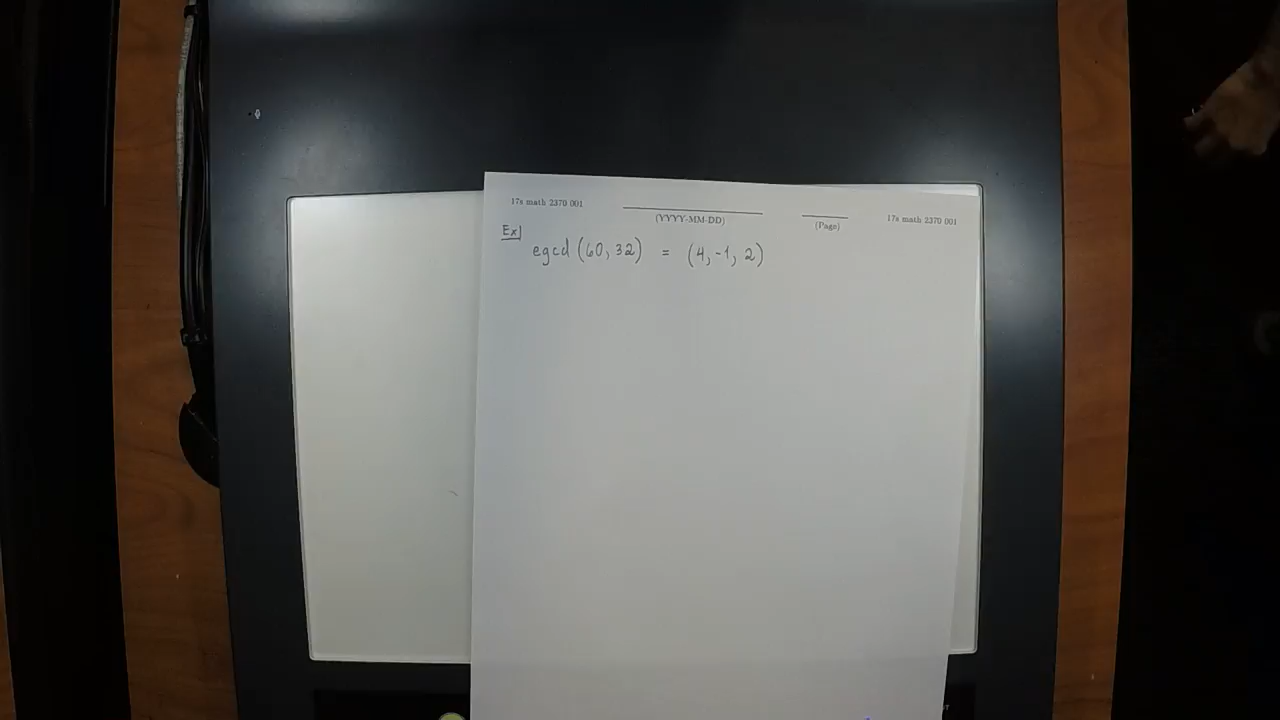 17s math 2370 001 (YYYY-MM-DD) (Page) 17s math 2370 001
Ex
egcd (60, 32) = (4, -1, 2)